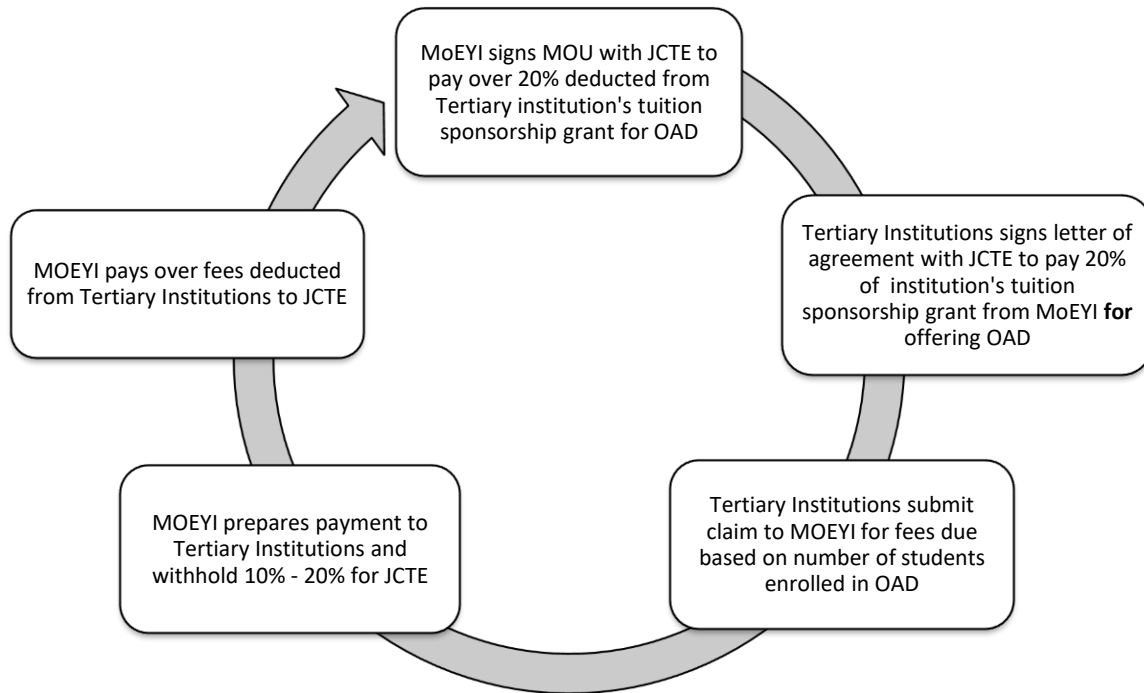 MoEYI signs MOU with JCTE to
pay over 20% deducted from
Tertiary institution's tuition
sponsorship grant for OAD
Tertiary Institutions signs letter of
agreement with JCTE to pay 20%
of institution's tuition
sponsorship grant from MoEYI for
offering OAD
Tertiary Institutions submit
claim to MOEYI for fees due
based on number of students
enrolled in OAD
MOEYI prepares payment to
Tertiary Institutions and
withhold 10% - 20% for JCTE
MOEYI pays over fees deducted
from Tertiary Institutions to JCTE